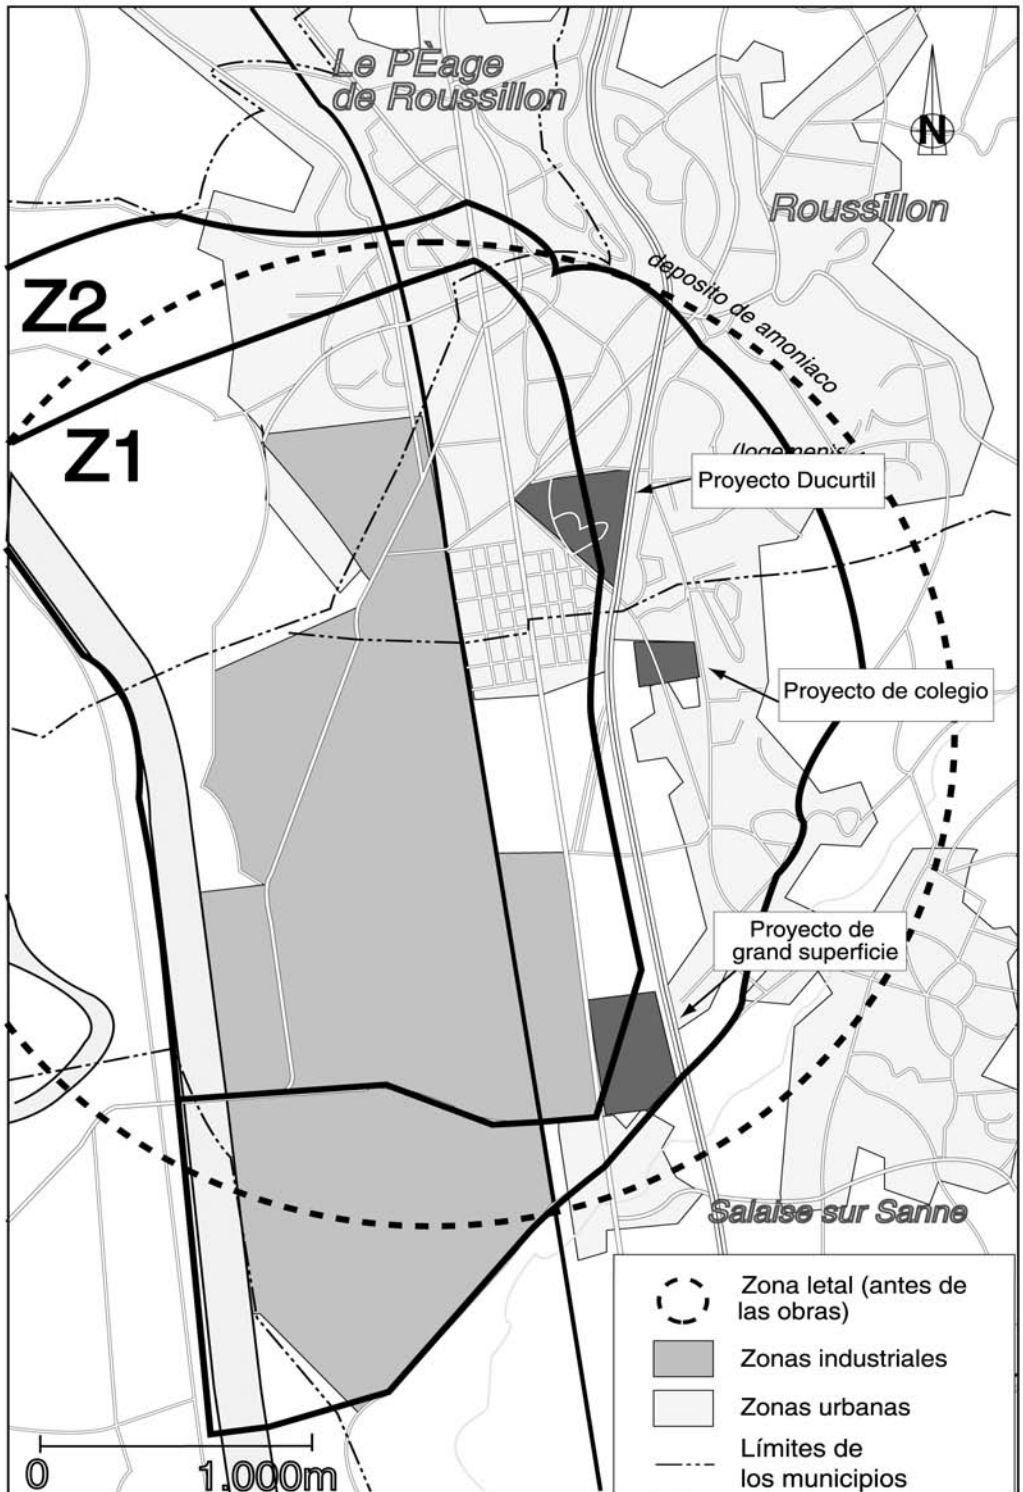 Le PÈage
de Roussillon
N
Roussillon
Z2
deposito de amoniaco
Z1
(logements
Proyecto Ducurtil
Proyecto de colegio
Proyecto de
grand superficie
Salaise sur Sanne
Zona letal (antes de
las obras)
Zonas industriales
Zonas urbanas
Límites de
los municipios
0 1.000m